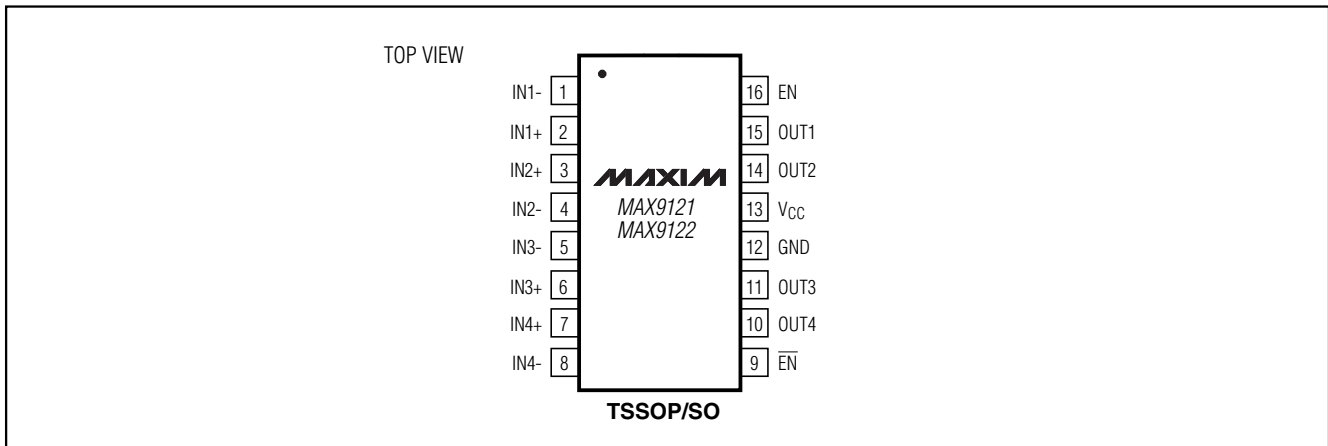 TOP VIEW
IN1- 1 16 EN
IN1+ 2 15 OUT1
IN2+ 3 14 OUT2
MAXIM
IN2- 4 13 VCC
MAX9121
MAX9122
IN3- 5 12 GND
IN3+ 6 11 OUT3
IN4+ 7 10 OUT4
IN4- 8 9 E̅N̅
TSSOP/SO